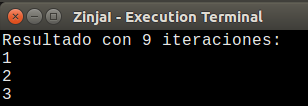 ZinjaI - Execution Terminal
Resultado con 9 iteraciones:
1
2
3